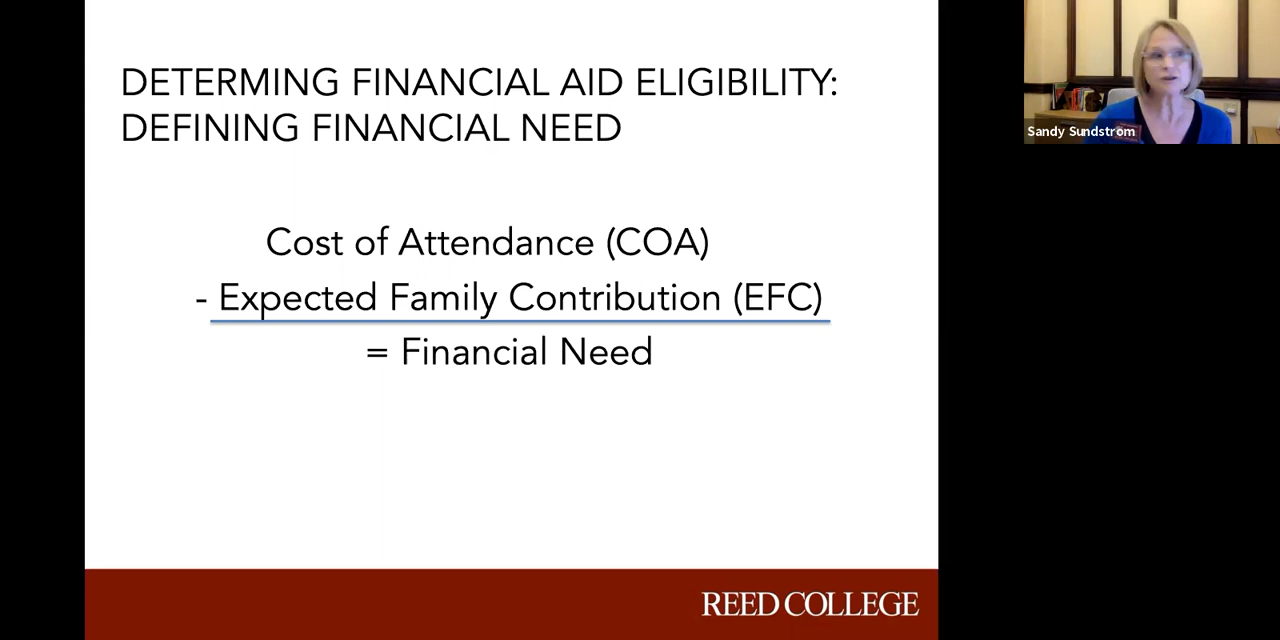 DETERMING FINANCIAL AID ELIGIBILITY:
DEFINING FINANCIAL NEED
Cost of Attendance (COA)
- Expected Family Contribution (EFC)
= Financial Need
REED COLLEGE
Sandy Sundstrom